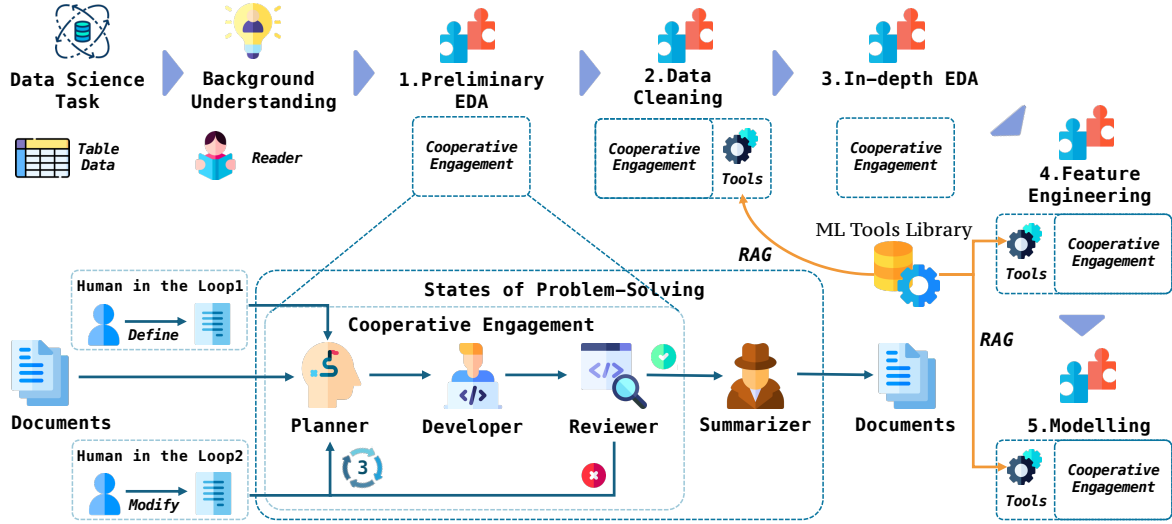 Data Science
Task
Background
Understanding
1.Preliminary
EDA
2.Data
Cleaning
3.In-depth EDA
Table
Data
Reader
Cooperative
Engagement
Cooperative
Engagement
Tools
Cooperative
Engagement
4.Feature
Engineering
Tools
Cooperative
Engagement
ML Tools Library
RAG
RAG
Human in the Loop1
Define
States of Problem-Solving
Cooperative Engagement
</>
</>
Documents
Planner
Developer
Reviewer
Summarizer
Documents
Human in the Loop2
Modify
3
5.Modelling
Tools
Cooperative
Engagement